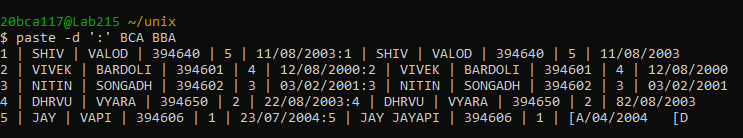 20bca117@Lab215 ~/unix
$ paste -d ':' BCA BBA
1 | SHIV | VALOD | 394640 | 5 | 11/08/2003:1 | SHIV | VALOD | 394640 | 5 | 11/08/2003
2 | VIVEK | BARDOLI | 394601 | 4 | 12/08/2000:2 | VIVEK | BARDOLI | 394601 | 4 | 12/08/2000
3 | NITIN | SONGADH | 394602 | 3 | 03/02/2001:3 | NITIN | SONGADH | 394602 | 3 | 03/02/2001
4 | DHRVU | VYARA | 394650 | 2 | 22/08/2003:4 | DHRVU | VYARA | 394650 | 2 | 82/08/2003
5 | JAY | VAPI | 394606 | 1 | 23/07/2004:5 | JAY JAYAPI | 394606 | 1 | [A/04/2004   [D